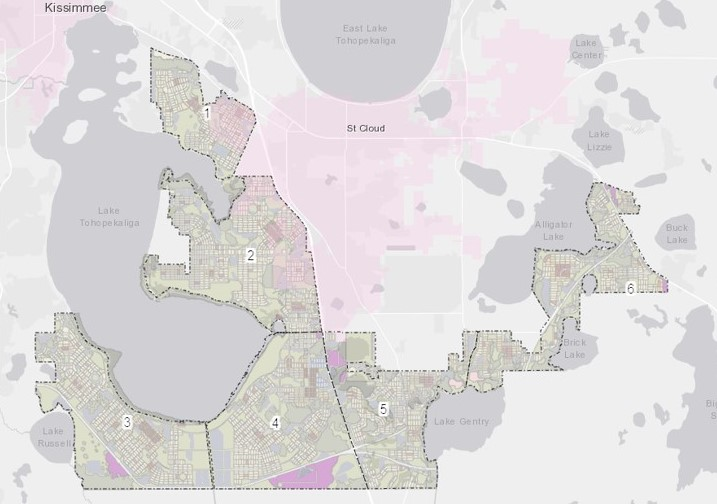 Kissimmee
East Lake
Tohopekaliga
Lake
Center
1
St Cloud
Lake
Lizzie
Lake
Tohopekaliga
Alligator
Lake
Buck
Lake
2
6
Brick
Lake
3
4
5
Lake Gentry
Lake
Russell